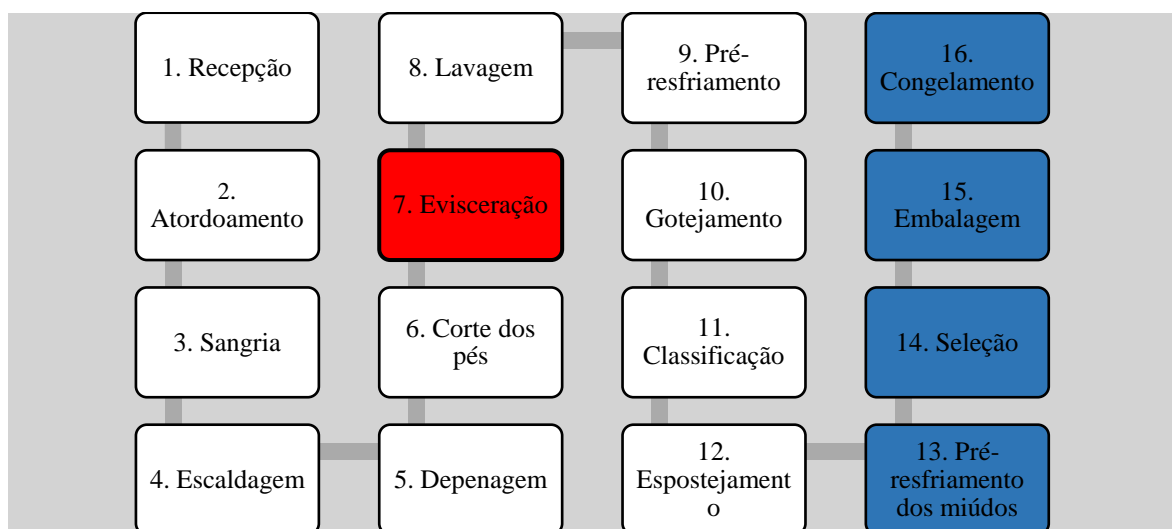 1. Recepção
2.
Atordoamento
3. Sangria
4. Escaldagem
5. Depenagem
6. Corte dos
pés
7. Evisceração
8. Lavagem
9. Pré-
resfriamento
10.
Gotejamento
11.
Classificação
12.
Espostejament
o
13. Pré-
resfriamento
dos miúdos
14. Seleção
15.
Embalagem
16.
Congelamento